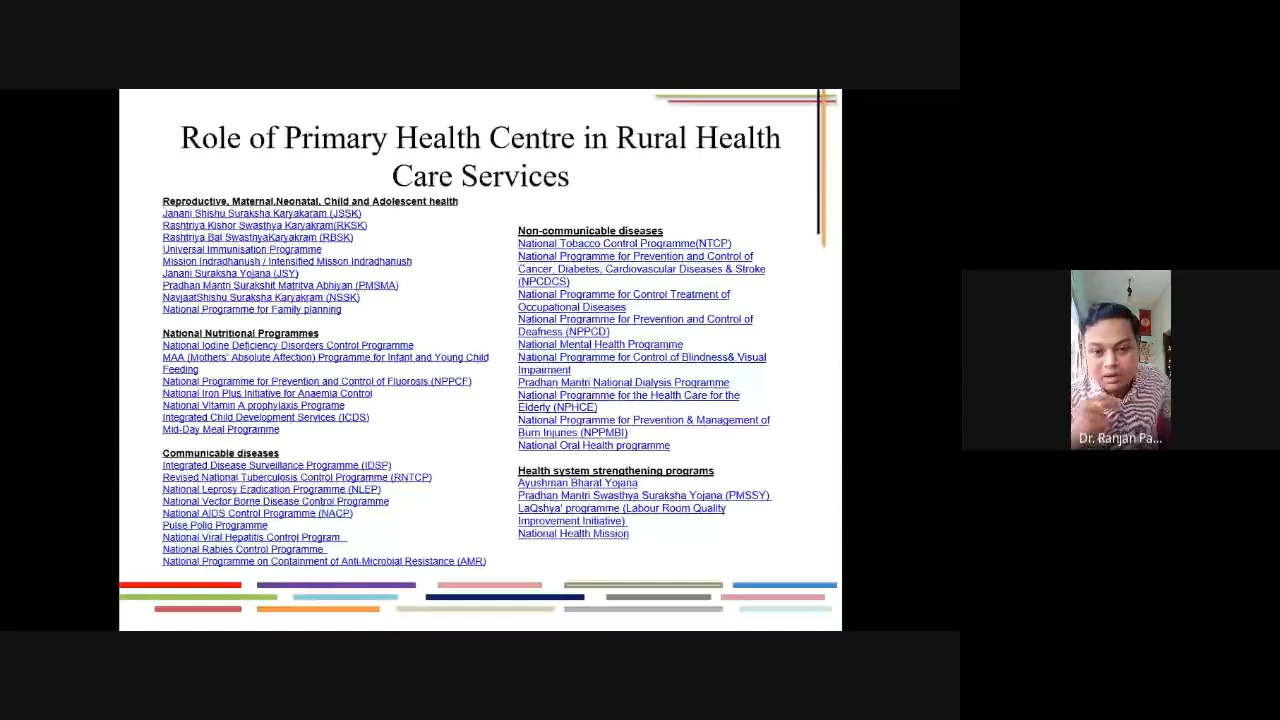 Role of Primary Health Centre in Rural Health
Care Services
Reproductive, Maternal,Neonatal, Child and Adolescent health
Janani Shishu Suraksha Karyakaram (JSSK)
Rashtriya Kishor Swasthya Karyakram(RKSK)
Rashtriya Bal SwasthyaKaryakram (RBSK)
Universal Immunisation Programme
Mission Indradhanush / Intensified Misson Indradhanush
Janani Suraksha Yojana (JSY)
Pradhan Mantri Surakshit Matritva Abhiyan (PMSMA)
NavjaatShishu Suraksha Karyakram (NSSK)
National Programme for Family planning
National Nutritional Programmes
National Iodine Deficiency Disorders Control Programme
MAA (Mothers' Absolute Affection) Programme for Infant and Young Child
Feeding
National Programme for Prevention and Control of Fluorosis (NPPCF)
National Iron Plus Initiative for Anaemia Control
National Vitamin A prophylaxis Programe
Integrated Child Development Services (ICDS)
Mid-Day Meal Programme
Communicable diseases
Integrated Disease Surveillance Programme (IDSP)
Revised National Tuberculosis Control Programme (RNTCP)
National Leprosy Eradication Programme (NLEP)
National Vector Borne Disease Control Programme
National AIDS Control Programme (NACP)
Pulse Polio Programme
National Viral Hepatitis Control Program
National Rabies Control Programme
National Programme on Containment of Anti-Microbial Resistance (AMR)
Non-communicable diseases
National Tobacco Control Programme(NTCP)
National Programme for Prevention and Control of
Cancer, Diabetes, Cardiovascular Diseases & Stroke
(NPCDCS)
National Programme for Control Treatment of
Occupational Diseases
National Programme for Prevention and Control of
Deafness (NPPCD)
National Mental Health Programme
National Programme for Control of Blindness& Visual
Impairment
Pradhan Mantri National Dialysis Programme
National Programme for the Health Care for the
Elderly (NPHCE)
National Programme for Prevention & Management of
Burn Injuries (NPPMBI)
National Oral Health programme
Health system strengthening programs
Ayushman Bharat Yojana
Pradhan Mantri Swasthya Suraksha Yojana (PMSSY)
LaQshya' programme (Labour Room Quality
Improvement Initiative)
National Health Mission
Dr. Ranjan Pa...